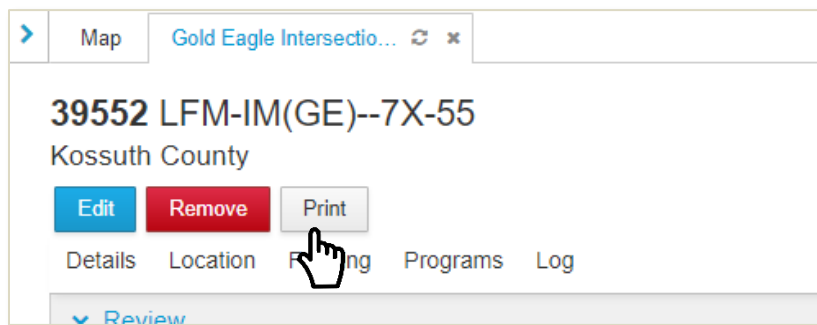 Map Gold Eagle Intersectio...
39552 LFM-IM(GE)--7X-55
Kossuth County
Edit Remove Print
Details Location Programs Log
Review